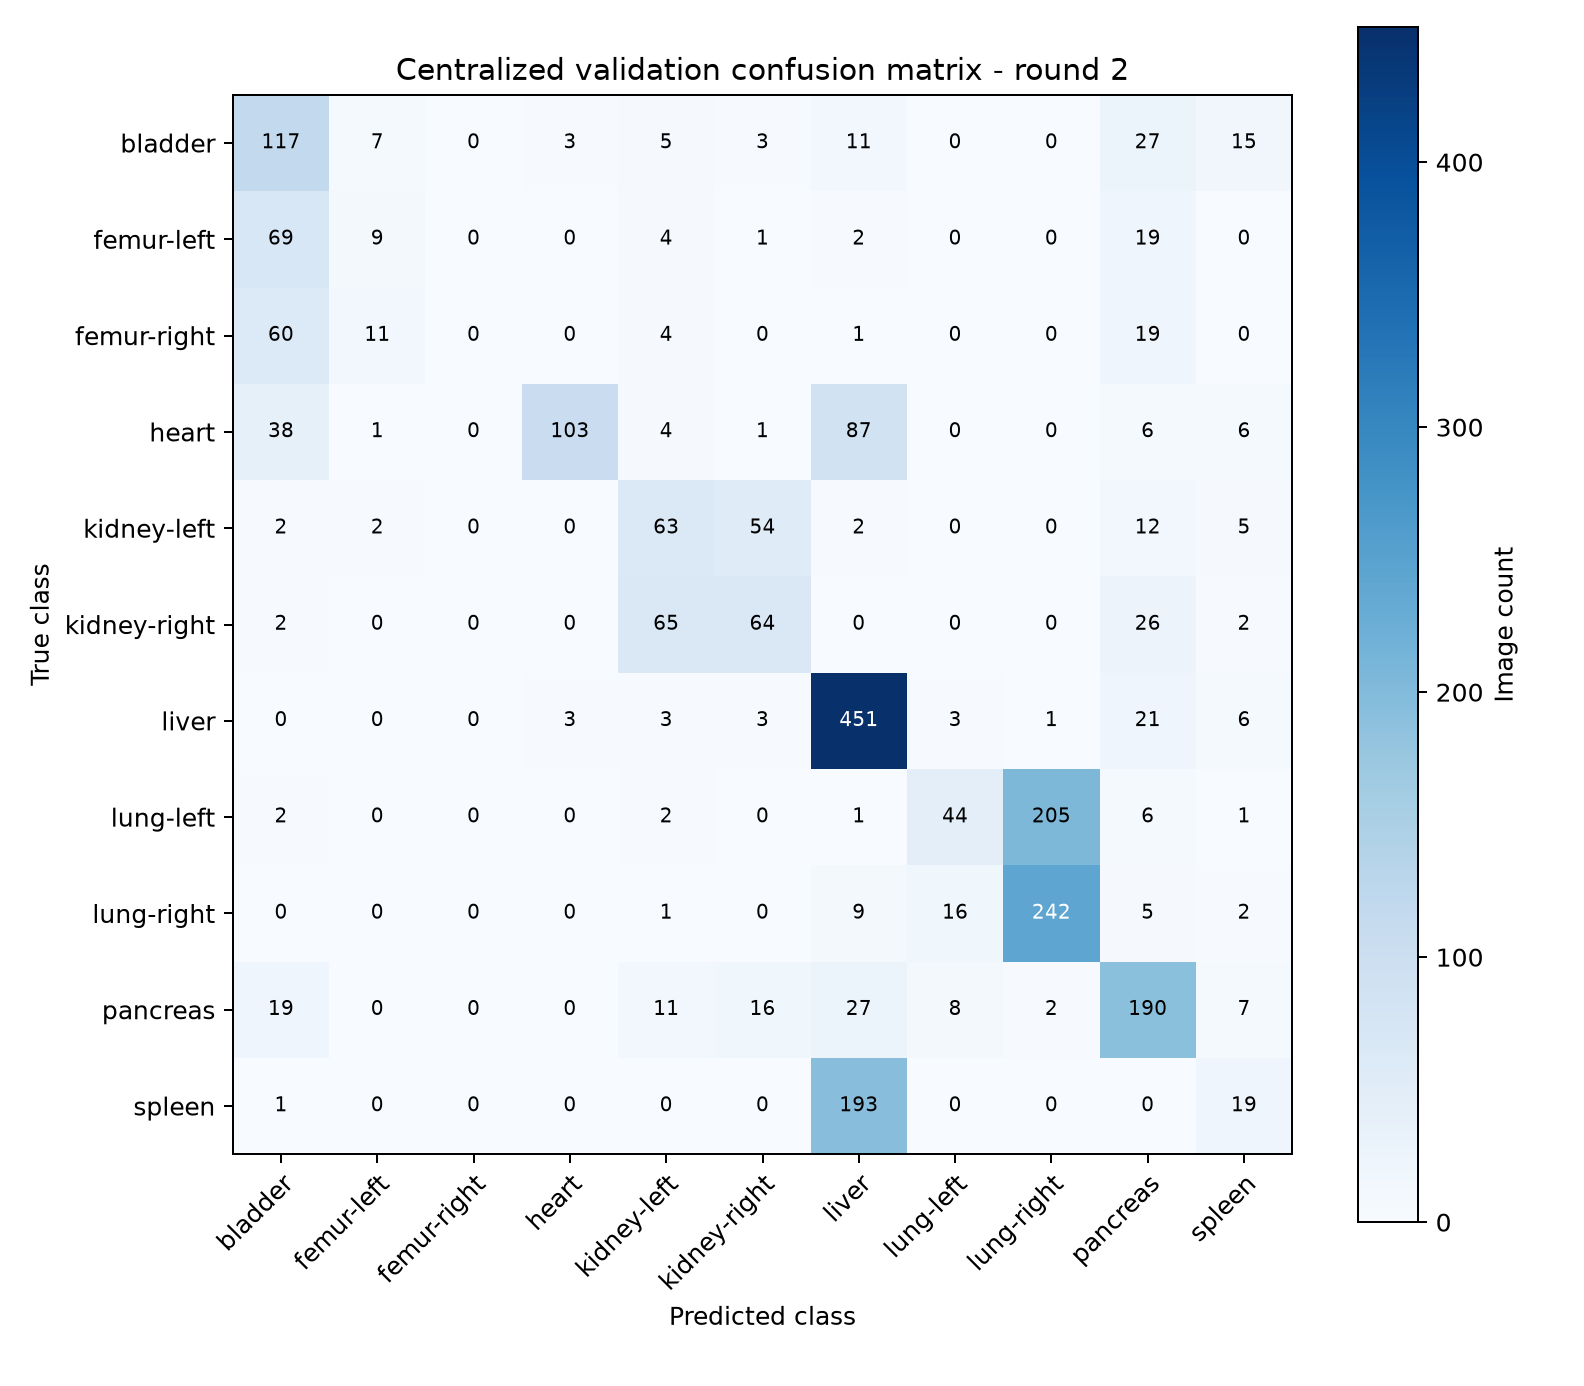 Centralized validation confusion matrix - round 2
bladder 117 7 0 3 5 3 11 0 0 27 15
femur-left 69 9 0 0 4 1 2 0 0 19 0
femur-right 60 11 0 0 4 0 1 0 0 19 0
heart 38 1 0 103 4 1 87 0 0 6 6
kidney-left 2 2 0 0 63 54 2 0 0 12 5
kidney-right 2 0 0 0 65 64 0 0 0 26 2
liver 0 0 0 3 3 3 451 3 1 21 6
lung-left 2 0 0 0 2 0 1 44 205 6 1
lung-right 0 0 0 0 1 0 9 16 242 5 2
pancreas 19 0 0 0 11 16 27 8 2 190 7
spleen 1 0 0 0 0 0 193 0 0 0 19
bladder femur-left femur-right heart kidney-left kidney-right liver lung-left lung-right pancreas spleen
Predicted class
True class
400
300
200
100
0
Image count